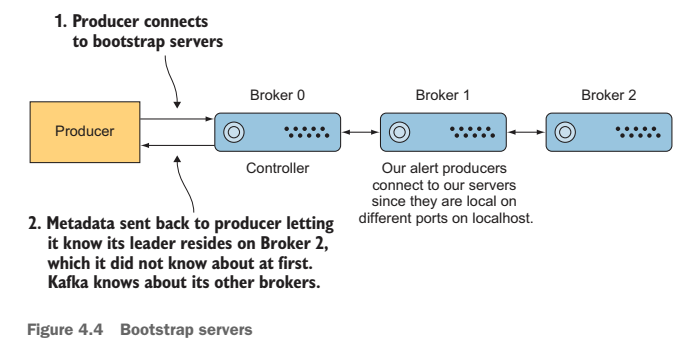 1. Producer connects
to bootstrap servers
Broker 0
Broker 1
Broker 2
Producer
Controller
Our alert producers
connect to our servers
since they are local on
different ports on localhost.
2. Metadata sent back to producer letting
it know its leader resides on Broker 2,
which it did not know about at first.
Kafka knows about its other brokers.
Figure 4.4 Bootstrap servers